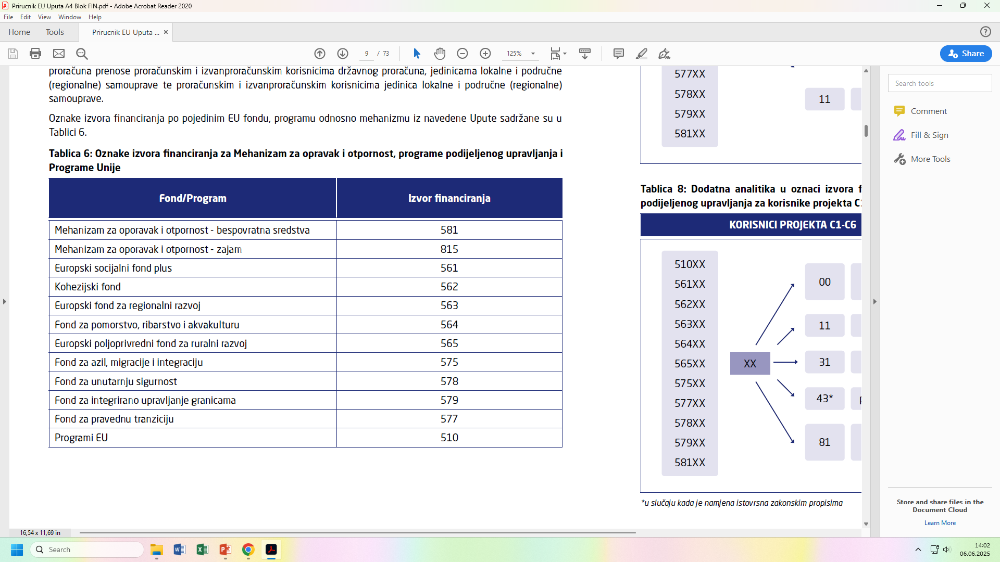 Prirucnik EU Uputa A4 Blok FIN.pdf - Adobe Acrobat Reader 2020
File Edit View Window Help
Home Tools Prirucnik EU Uputa ... ×
9 / 73 125% Share
proračuna prenose proračunskim i izvanproračunskim korisnicima državnog proračuna, jedinicama lokalne i područne
(regionalne) samouprave te proračunskim i izvanproračunskim korisnicima jedinica lokalne i područne (regionalne)
samouprave.
Oznake izvora financiranja po pojedinim EU fondu, programu odnosno mehanizmu iz navedene Upute sadržane su u
Tablici 6.
Tablica 6: Oznake izvora financiranja za Mehanizam za opravak i otpornost, programe podijeljenog upravljanja i
Programe Unije
Fond/Program Izvor financiranja
Mehanizam za oporavak i otpornost - bespovratna sredstva 581
Mehanizam za oporavak i otpornost - zajam 815
Europski socijalni fond plus 561
Kohezijski fond 562
Europski fond za regionalni razvoj 563
Fond za pomorstvo, ribarstvo i akvakulturu 564
Europski poljoprivredni fond za ruralni razvoj 565
Fond za azil, migracije i integraciju 575
Fond za unutarnju sigurnost 578
Fond za integrirano upravljanje granicama 579
Fond za pravednu tranziciju 577
Programi EU 510
577XX
578XX
579XX
581XX
11
Tablica 8: Dodatna analitika u oznaci izvora
podijeljenog upravljanja za korisnike projekta
KORISNICI PROJEKTA C1-C6
510XX
561XX
562XX
563XX
564XX
565XX
575XX
577XX
578XX
579XX
581XX
XX
00
11
31
43*
81
*u slučaju kada je namjena istovrsna zakonskim propisima
Search tools
Comment
Fill & Sign
More Tools
Store and share files in the
Document Cloud
Learn More
16,54 x 11,69 in
Search
14:02
06.06.2025